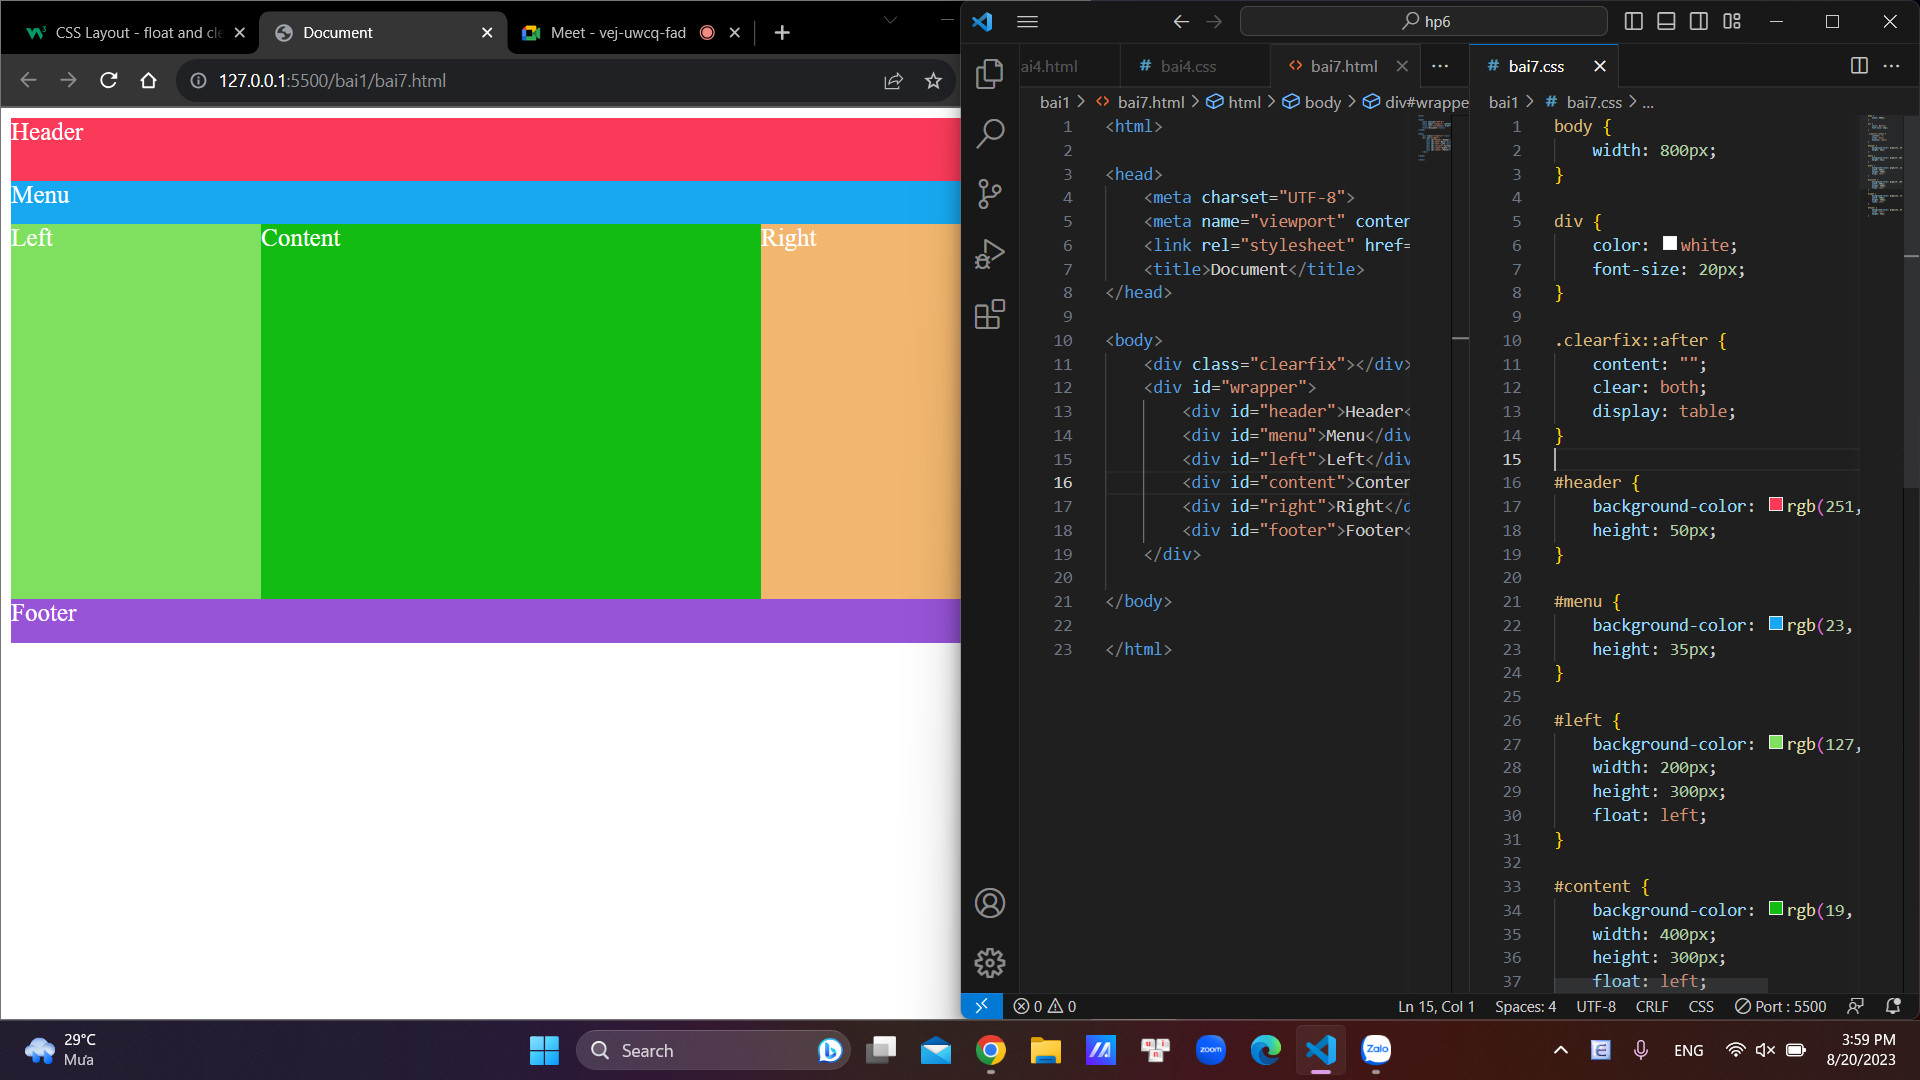 CSS Layout - float and cle
Document
Meet - vej-uwcq-fad
127.0.0.1:5500/bai1/bai7.html
Header
Menu
Left
Content
Right
Footer
hp6
ai4.html
# bai4.css
<> bai7.html
...
# bai7.css
...
bai1 > <> bai7.html > html > body > div#wrappe
bai1 > # bai7.css > ...
1 <html>
2
3 <head>
4 <meta charset="UTF-8">
5 <meta name="viewport" conter
6 <link rel="stylesheet" href=
7 <title>Document</title>
8 </head>
9
10 <body>
11 <div class="clearfix"></div>
12 <div id="wrapper">
13 <div id="header">Header<
14 <div id="menu">Menu</div
15 <div id="left">Left</div
16 <div id="content">Conter
17 <div id="right">Right</d
18 <div id="footer">Footer<
19 </div>
20
21 </body>
22
23 </html>
1 body {
2 width: 800px;
3 }
4
5 div {
6 color: white;
7 font-size: 20px;
8 }
9
10 .clearfix::after {
11 content: "";
12 clear: both;
13 display: table;
14 }
15
16 #header {
17 background-color: rgb(251,
18 height: 50px;
19 }
20
21 #menu {
22 background-color: rgb(23,
23 height: 35px;
24 }
25
26 #left {
27 background-color: rgb(127,
28 width: 200px;
29 height: 300px;
30 float: left;
31 }
32
33 #content {
34 background-color: rgb(19,
35 width: 400px;
36 height: 300px;
37 float: left;
0 0
Ln 15, Col 1
Spaces: 4
UTF-8
CRLF
CSS
Port : 5500
29°C
Mưa
Search
zoom
Zalo
ENG
3:59 PM
8/20/2023